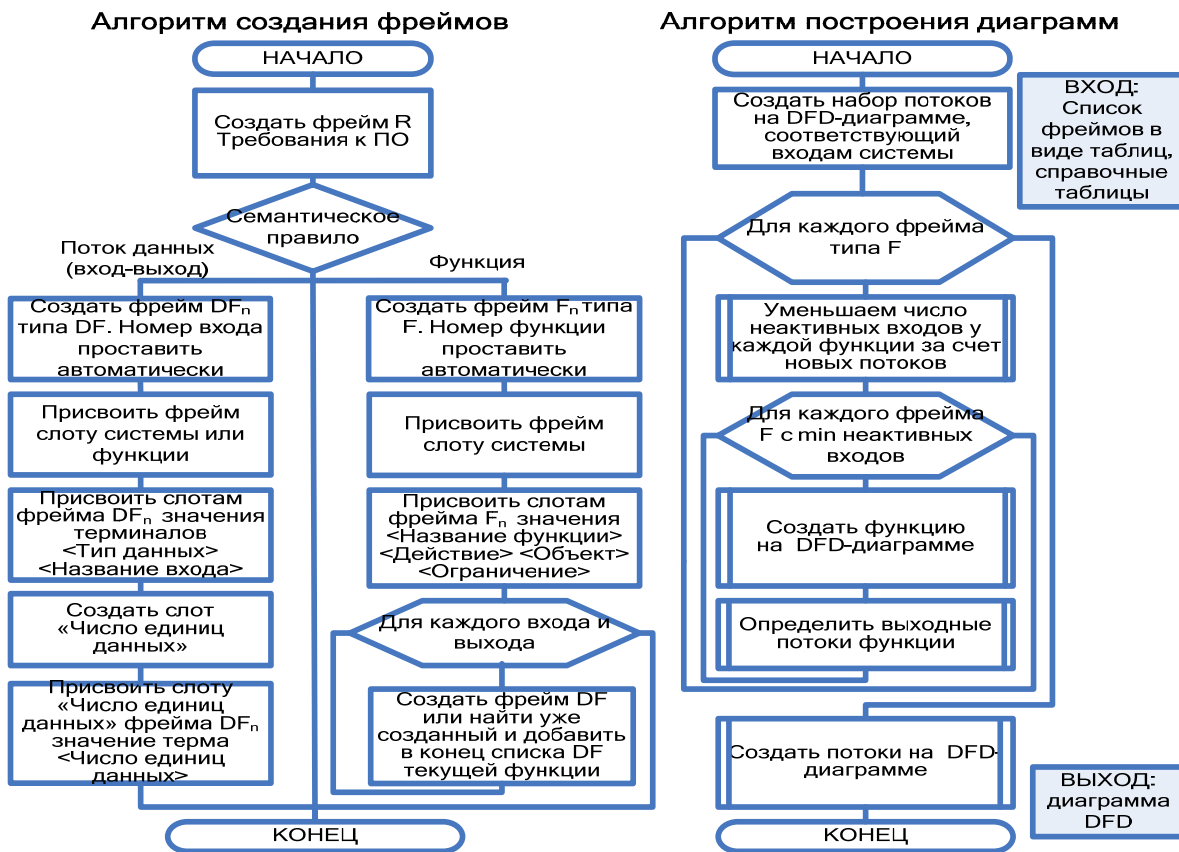 Алгоритм создания фреймов
НАЧАЛО
Создать фрейм R
Требования к ПО
Семантическое
правило
Поток данных
(вход-выход)
Функция
Создать фрейм DFn
типа DF. Номер входа
проставить
автоматически
Присвоить фрейм
слоту системы или
функции
Присвоить слотам
фрейма DFn значения
терминалов
<Тип данных>
<Название входа>
Создать слот
«Число единиц
данных»
Присвоить слоту
«Число единиц
данных» фрейма DFn
значение терма
<Число единиц
данных>
Создать фрейм Fn типа
F. Номер функции
проставить
автоматически
Присвоить фрейм
слоту системы
Присвоить слотам
фрейма Fn значения
<Название функции>
<Действие> <Объект>
<Ограничение>
Для каждого входа и
выхода
Создать фрейм DF
или найти уже
созданный и добавить
в конец списка DF
текущей функции
КОНЕЦ
Алгоритм построения диаграмм
НАЧАЛО
Создать набор потоков
на DFD-диаграмме,
соответствующий
входам системы
ВХОД:
Список
фреймов в
виде таблиц,
справочные
таблицы
Для каждого фрейма
типа F
Уменьшаем число
неактивных входов у
каждой функции за счет
новых потоков
Для каждого фрейма
F с min неактивных
входов
Создать функцию
на DFD-диаграмме
Определить выходные
потоки функции
Создать потоки на DFD-
диаграмме
ВЫХОД:
диаграмма
DFD
КОНЕЦ